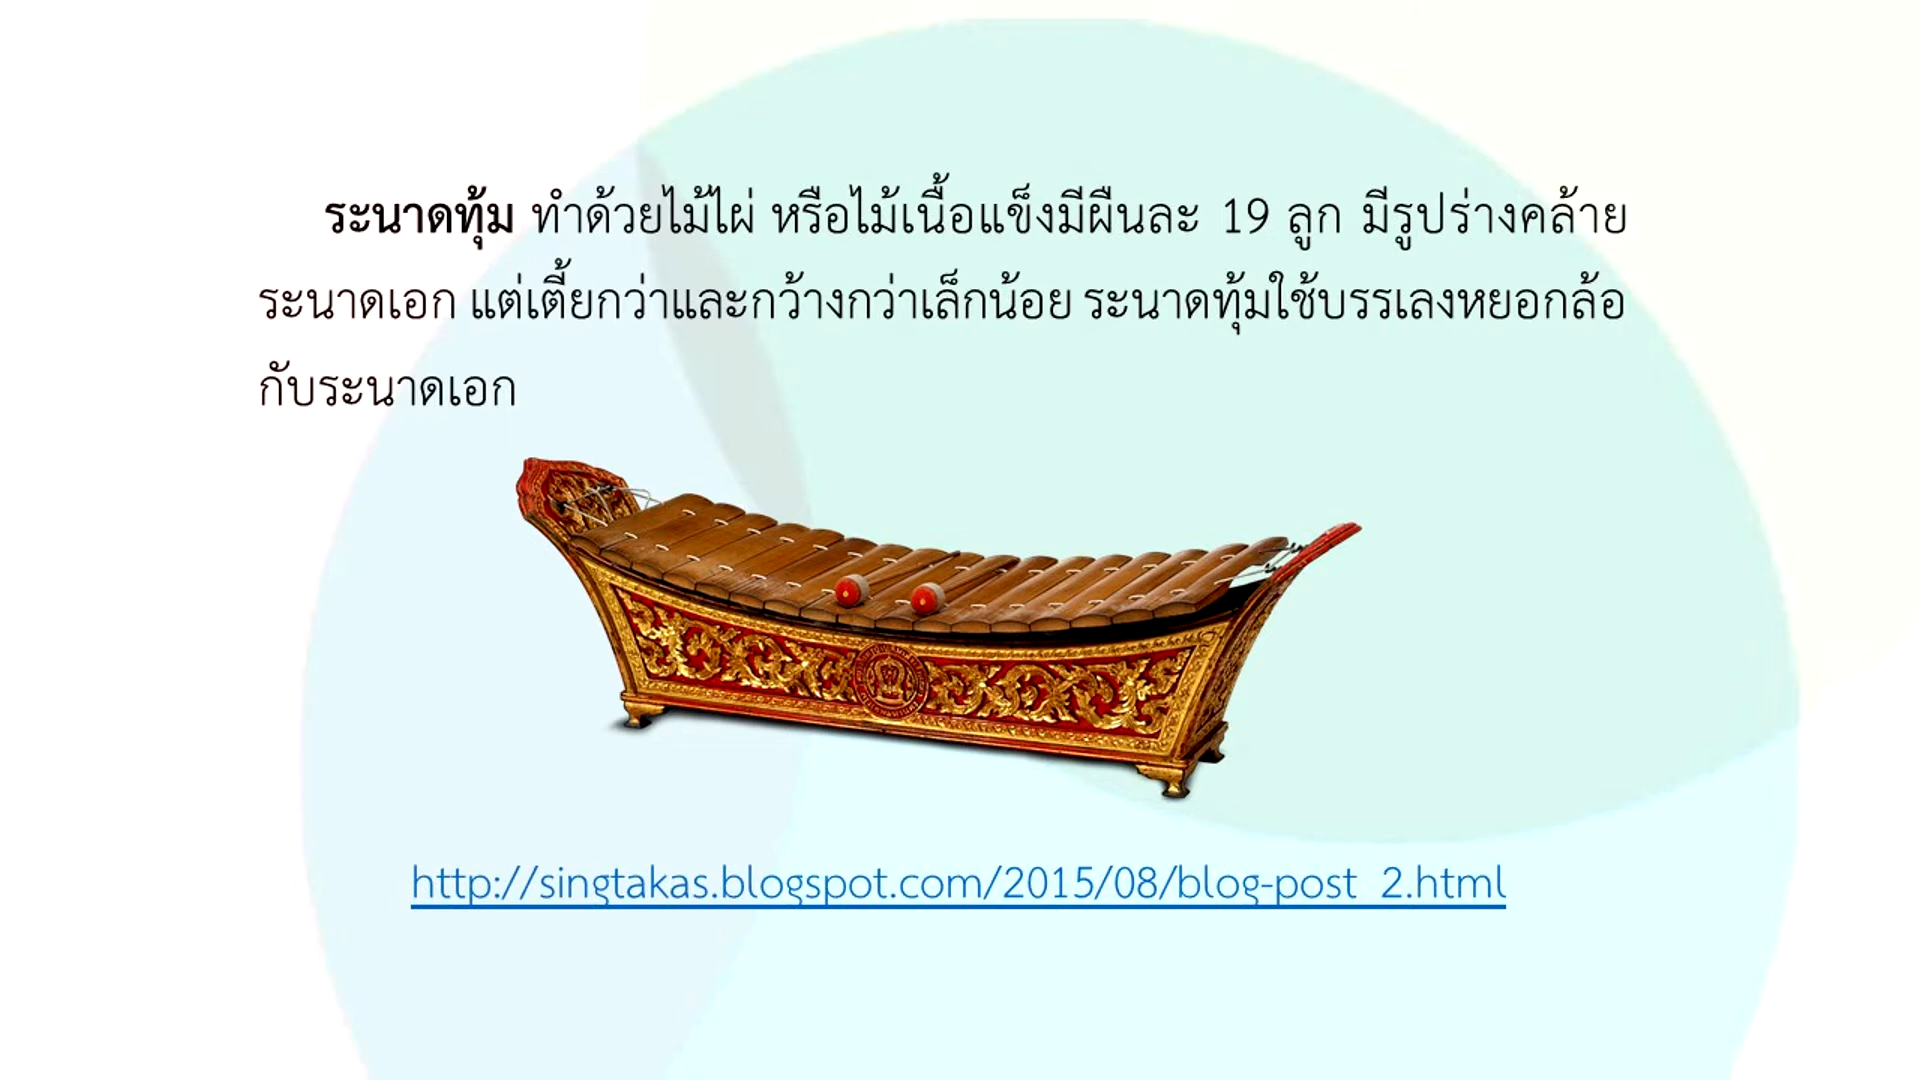 ระนาดทุ้ม ทำด้วยไม้ไผ่ หรือไม้เนื้อแข็งมีผืนละ 19 ลูก มีรูปร่างคล้าย
ระนาดเอก แต่เตี้ยกว่าและกว้างกว่าเล็กน้อย ระนาดทุ้มใช้บรรเลงหยอกล้อ
กับระนาดเอก
http://singtakas.blogspot.com/2015/08/blog-post_2.html